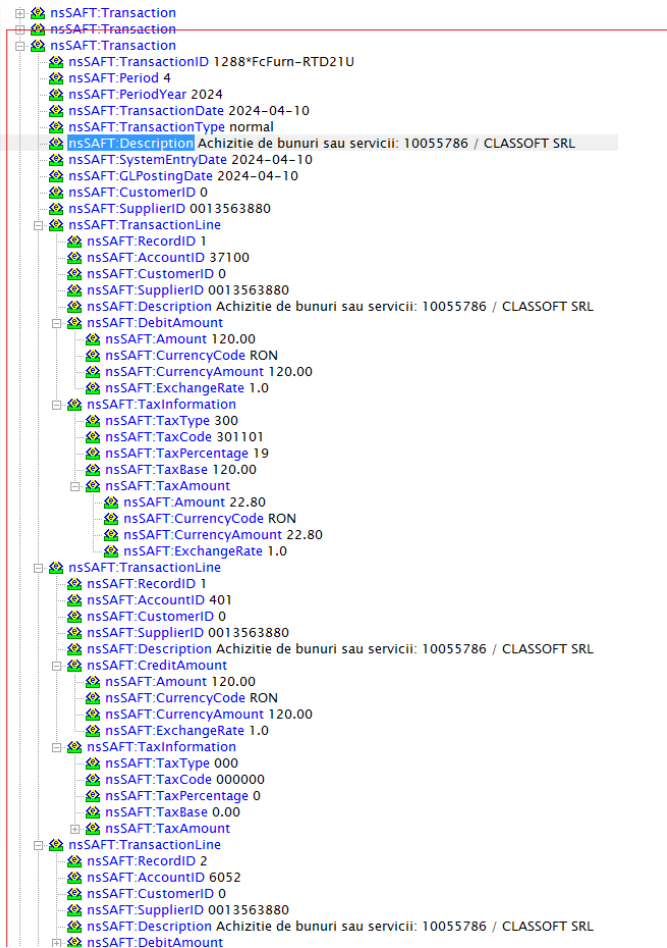 nsSAFT:Transaction
nsSAFT:Transaction
nsSAFT:Transaction
nsSAFT:TransactionID 1288*FcFurn-RTD21U
nsSAFT:Period 4
nsSAFT:PeriodYear 2024
nsSAFT:TransactionDate 2024-04-10
nsSAFT:TransactionType normal
nsSAFT:Description Achizitie de bunuri sau servicii: 10055786 / CLASSOFT SRL
nsSAFT:SystemEntryDate 2024-04-10
nsSAFT:GLPostingDate 2024-04-10
nsSAFT:CustomerID 0
nsSAFT:SupplierID 0013563880
nsSAFT:TransactionLine
nsSAFT:RecordID 1
nsSAFT:AccountID 37100
nsSAFT:CustomerID 0
nsSAFT:SupplierID 0013563880
nsSAFT:Description Achizitie de bunuri sau servicii: 10055786 / CLASSOFT SRL
nsSAFT:DebitAmount
nsSAFT:Amount 120.00
nsSAFT:CurrencyCode RON
nsSAFT:CurrencyAmount 120.00
nsSAFT:ExchangeRate 1.0
nsSAFT:TaxInformation
nsSAFT:TaxType 300
nsSAFT:TaxCode 301101
nsSAFT:TaxPercentage 19
nsSAFT:TaxBase 120.00
nsSAFT:TaxAmount
nsSAFT:Amount 22.80
nsSAFT:CurrencyCode RON
nsSAFT:CurrencyAmount 22.80
nsSAFT:ExchangeRate 1.0
nsSAFT:TransactionLine
nsSAFT:RecordID 1
nsSAFT:AccountID 401
nsSAFT:CustomerID 0
nsSAFT:SupplierID 0013563880
nsSAFT:Description Achizitie de bunuri sau servicii: 10055786 / CLASSOFT SRL
nsSAFT:CreditAmount
nsSAFT:Amount 120.00
nsSAFT:CurrencyCode RON
nsSAFT:CurrencyAmount 120.00
nsSAFT:ExchangeRate 1.0
nsSAFT:TaxInformation
nsSAFT:TaxType 000
nsSAFT:TaxCode 000000
nsSAFT:TaxPercentage 0
nsSAFT:TaxBase 0.00
nsSAFT:TaxAmount
nsSAFT:TransactionLine
nsSAFT:RecordID 2
nsSAFT:AccountID 6052
nsSAFT:CustomerID 0
nsSAFT:SupplierID 0013563880
nsSAFT:Description Achizitie de bunuri sau servicii: 10055786 / CLASSOFT SRL
nsSAFT:DebitAmount